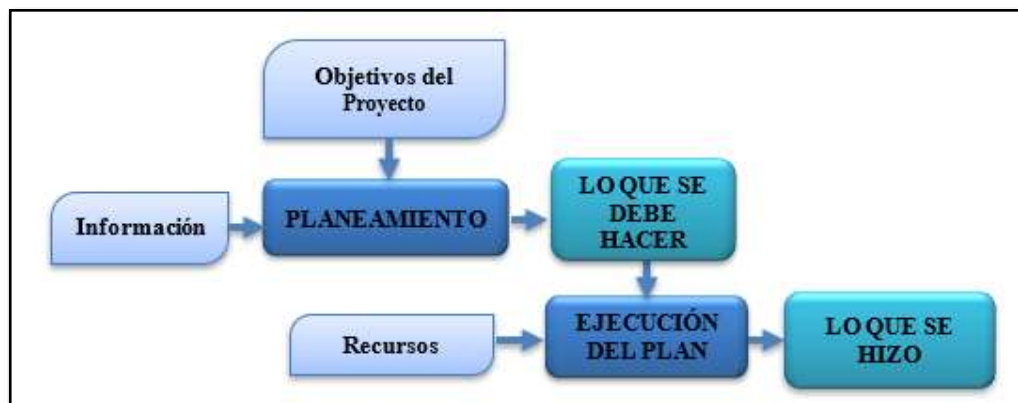 Objetivos del
Proyecto
Información
PLANEAMIENTO
LO QUE SE
DEBE
HACER
Recursos
EJECUCIÓN
DEL PLAN
LO QUE SE
HIZO